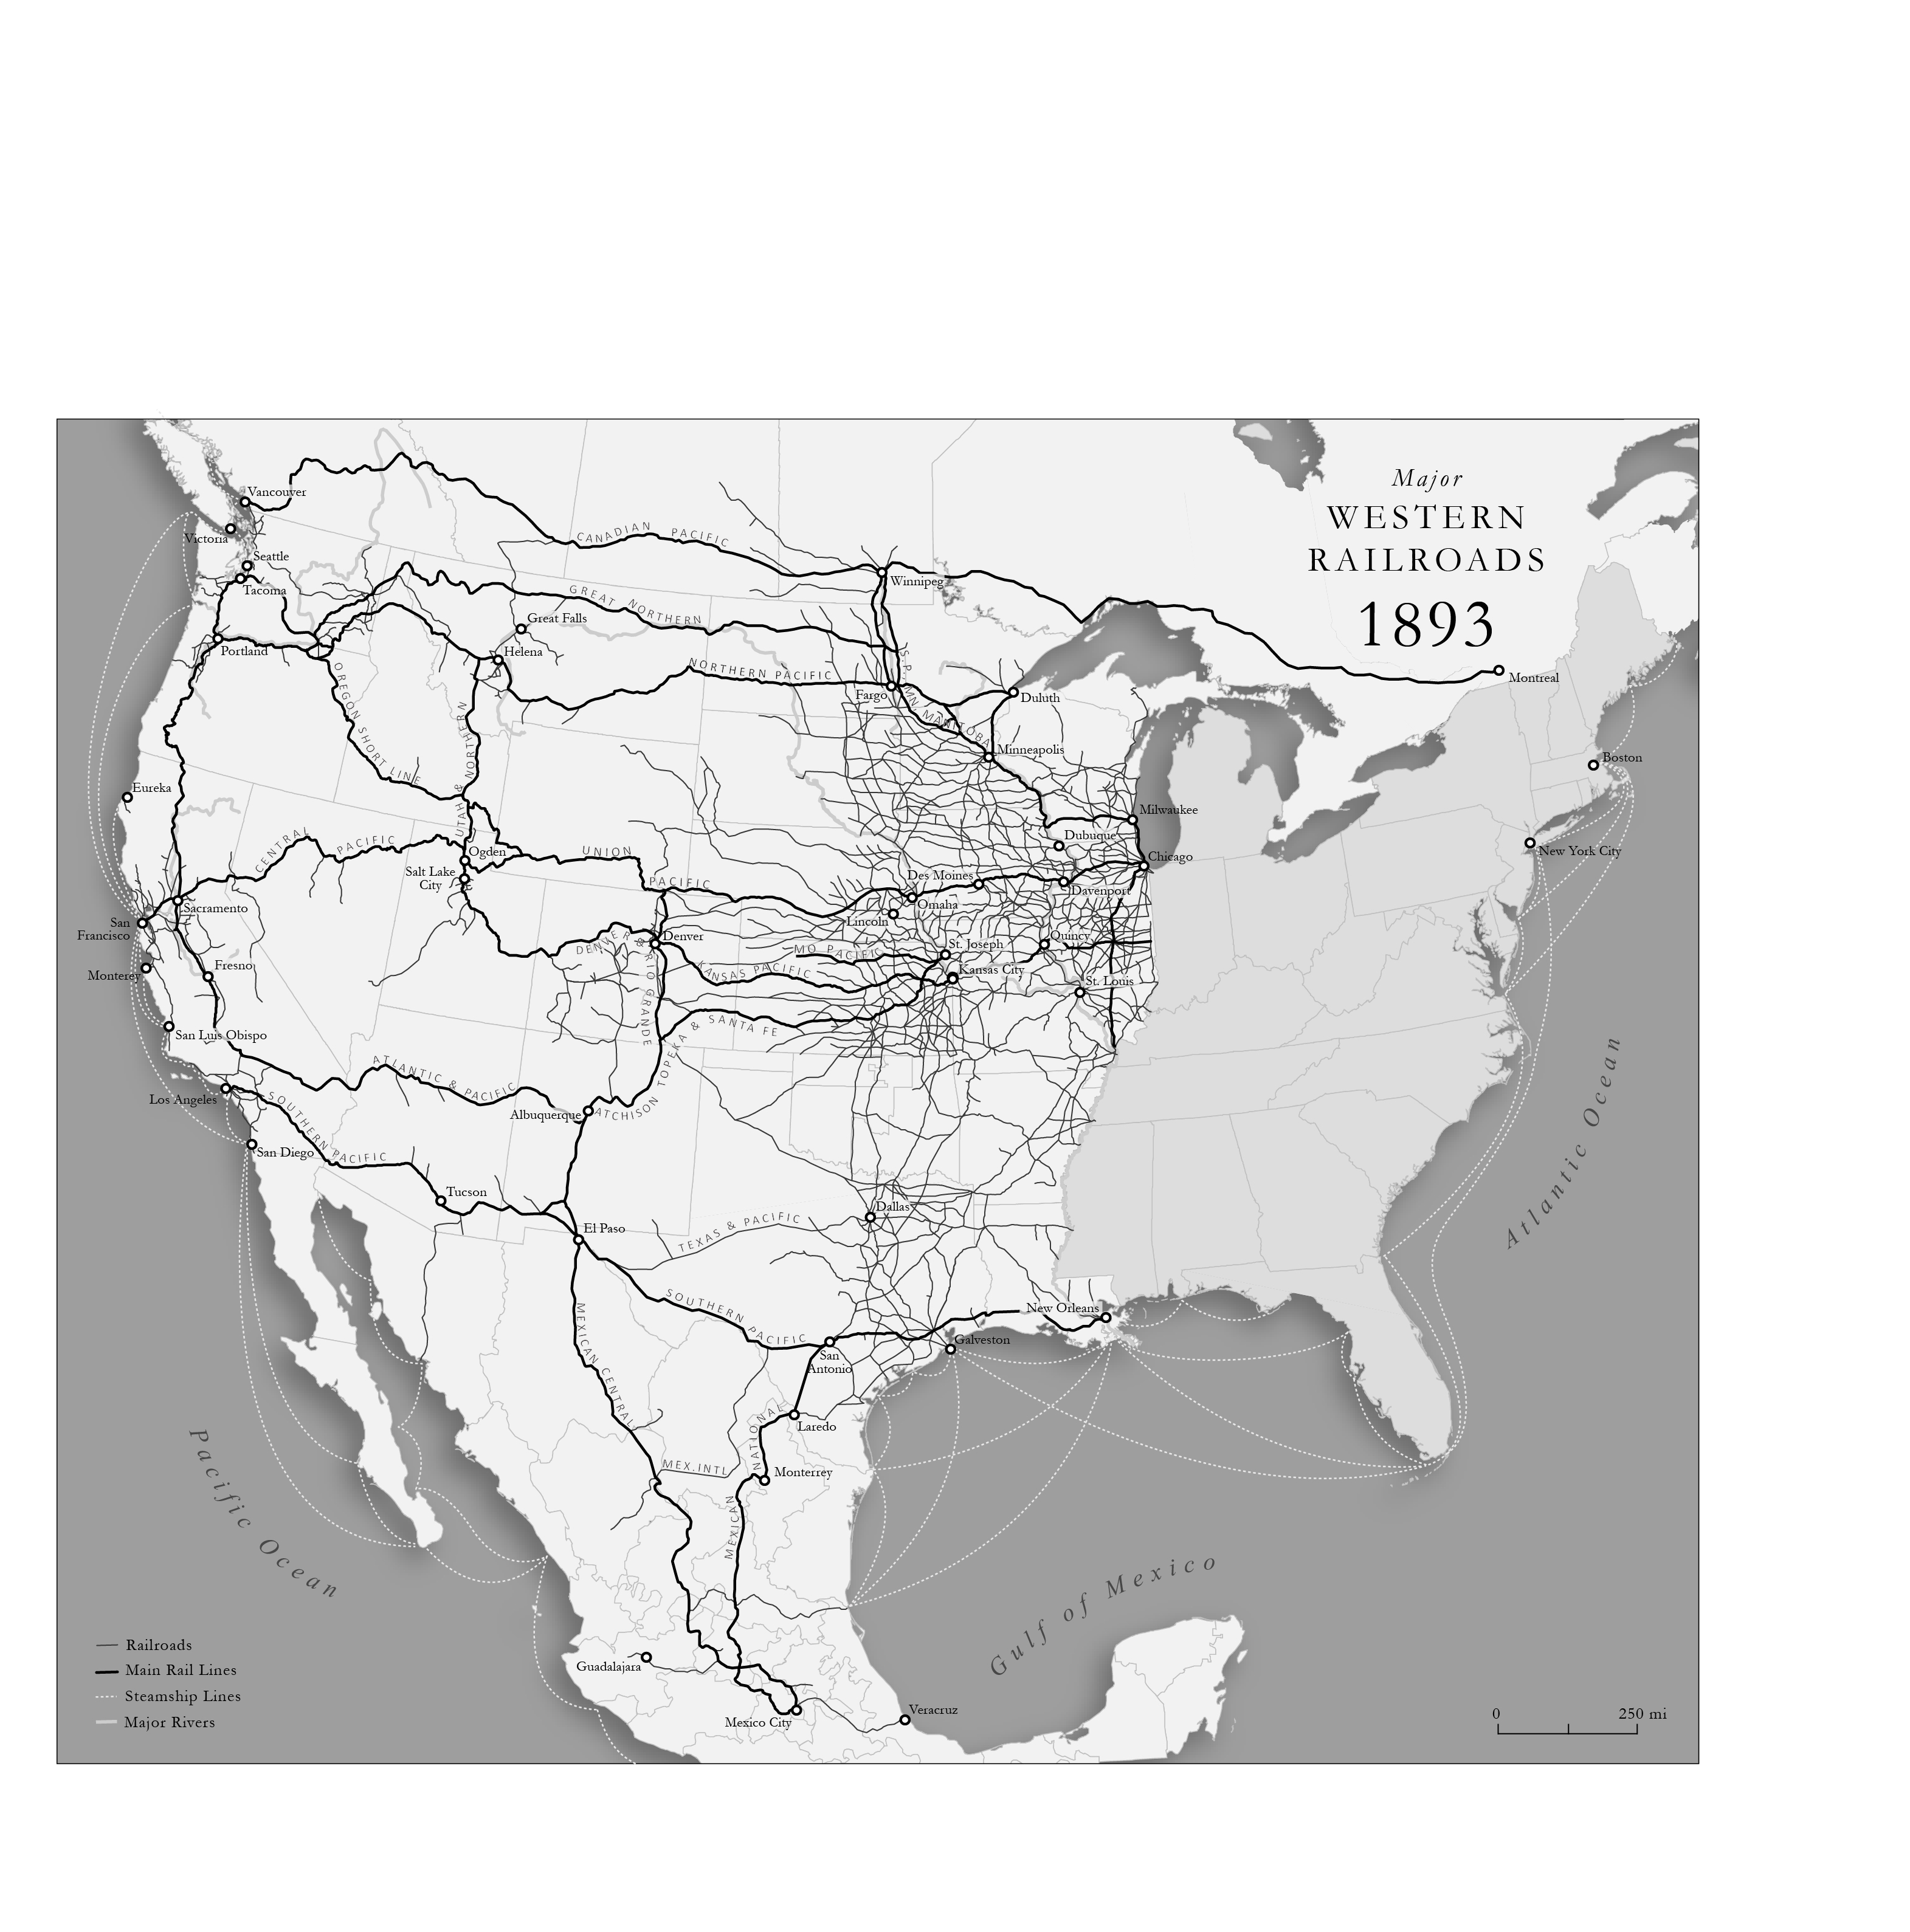 Major
WESTERN
RAILROADS
1893
Vancouver
Victoria
Seattle
Tacoma
Portland
Eureka
Great Falls
Helena
Winnipeg
Fargo
Duluth
Minneapolis
Montreal
Boston
New York City
Milwaukee
Dubuque
Chicago
Davenport
Des Moines
Omaha
Lincoln
Ogden
Salt Lake
City
Sacramento
San
Francisco
Monterey
Fresno
San Luis Obispo
Los Angeles
San Diego
Denver
St. Joseph
Kansas City
Quincy
St. Louis
Albuquerque
Tucson
El Paso
Dallas
San
Antonio
Galveston
New Orleans
Laredo
Monterrey
Guadalajara
Mexico City
Veracruz
CANADIAN PACIFIC
GREAT NORTHERN
NORTHERN PACIFIC
ST.P., MN, MANITOBA
OREGON SHORT LINE
UTAH & NORTHERN
CENTRAL PACIFIC
UNION PACIFIC
DENVER & RIO GRANDE
MO PACIFIC
KANSAS PACIFIC
ATCHISON TOPEKA & SANTA FE
ATLANTIC & PACIFIC
SOUTHERN PACIFIC
TEXAS & PACIFIC
SOUTHERN PACIFIC
MEXICAN CENTRAL
MEX. INTL
MEXICAN NATIONAL
Pacific Ocean
Atlantic Ocean
Gulf of Mexico
Railroads
Main Rail Lines
Steamship Lines
Major Rivers
0 250 mi